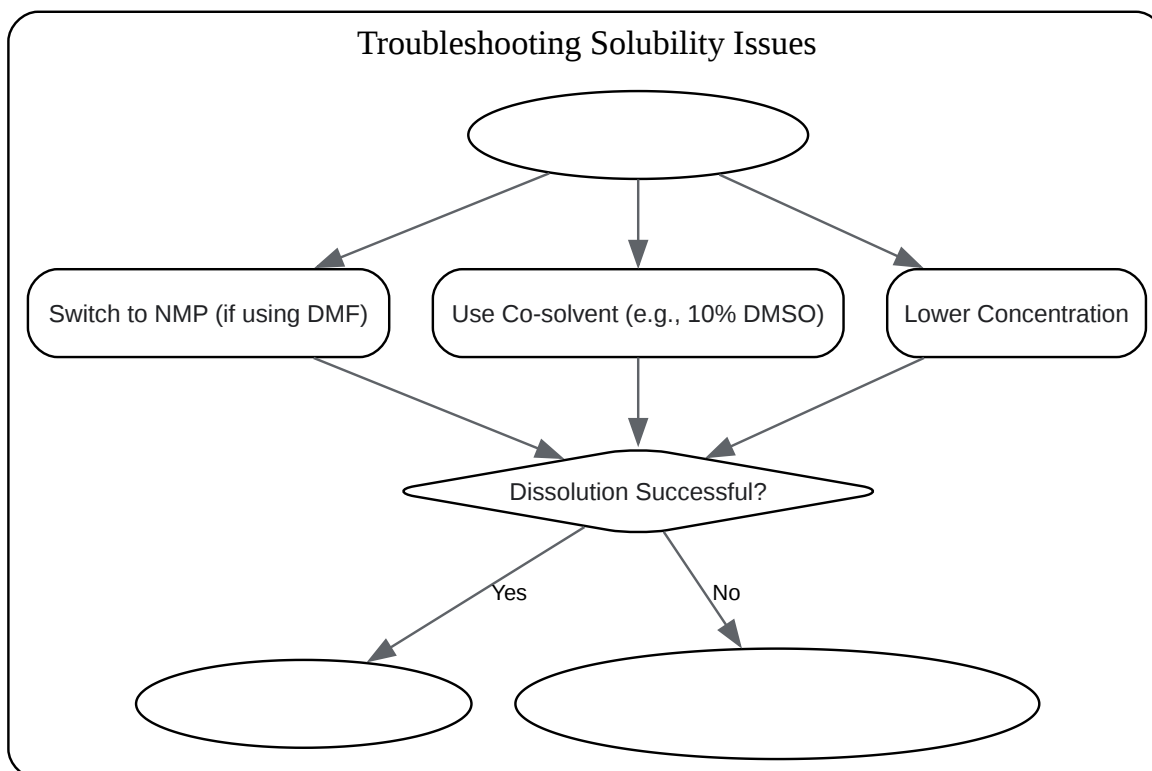 Troubleshooting Solubility Issues
Switch to NMP (if using DMF)
Use Co-solvent (e.g., 10% DMSO)
Lower Concentration
Dissolution Successful?
Yes
No